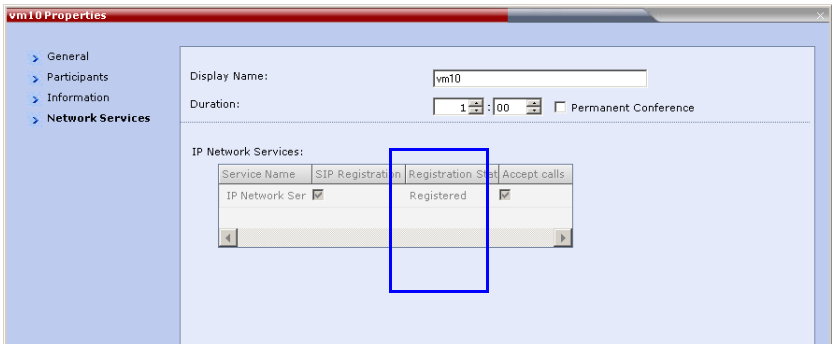 vm10 Properties
General
Participants
Information
Network Services
Display Name:
vm10
Duration:
1 : 00
Permanent Conference
IP Network Services:
Service Name SIP Registration Registration Stat Accept calls
IP Network Ser Registered